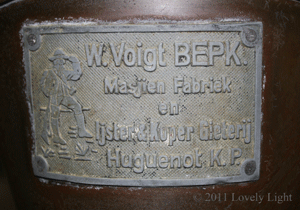 W. Voigt BEPK.
Masjien Fabriek
en
Ijster & Koper gieterij
Huguenot K.P.
© 2011 Lovely Light